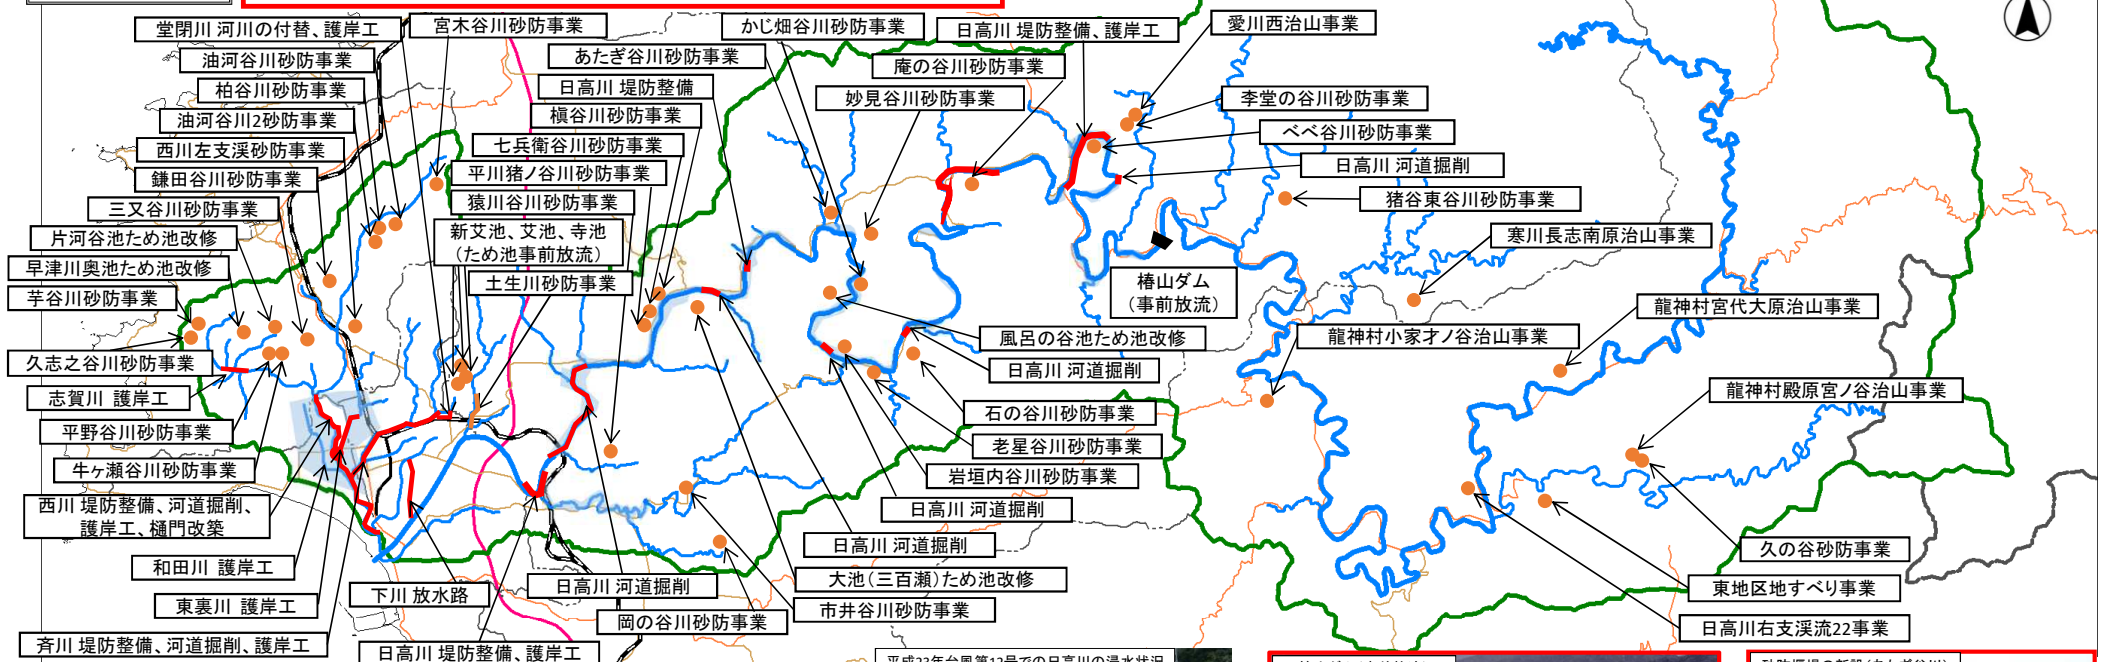 堂閉川 河川の付替、護岸工
宮木谷川砂防事業
かじ畑谷川砂防事業
日高川 堤防整備、護岸工
愛川西治山事業
油河谷川砂防事業
あたぎ谷川砂防事業
庵の谷川砂防事業
柏谷川砂防事業
日高川 堤防整備
妙見谷川砂防事業
李堂の谷川砂防事業
油河谷川2砂防事業
槇谷川砂防事業
べべ谷川砂防事業
西川左支渓砂防事業
七兵衛谷川砂防事業
日高川 河道掘削
鎌田谷川砂防事業
平川猪ノ谷川砂防事業
猪谷東谷川砂防事業
三又谷川砂防事業
猿川谷川砂防事業
片河谷池ため池改修
新艾池、艾池、寺池
(ため池事前放流)
寒川長志南原治山事業
早津川奥池ため池改修
土生川砂防事業
椿山ダム
(事前放流)
芋谷川砂防事業
龍神村宮代大原治山事業
風呂の谷池ため池改修
龍神村小家才ノ谷治山事業
久志之谷川砂防事業
日高川 河道掘削
志賀川 護岸工
龍神村殿原宮ノ谷治山事業
石の谷川砂防事業
平野谷川砂防事業
老星谷川砂防事業
牛ヶ瀬谷川砂防事業
岩垣内谷川砂防事業
西川 堤防整備、河道掘削、
護岸工、樋門改築
日高川 河道掘削
日高川 河道掘削
久の谷砂防事業
和田川 護岸工
大池(三百瀬)ため池改修
日高川 河道掘削
東地区地すべり事業
下川 放水路
東裏川 護岸工
市井谷川砂防事業
岡の谷川砂防事業
日高川右支渓流22事業
斉川 堤防整備、河道掘削、護岸工
日高川 堤防整備、護岸工
平成23年台風第12号での日高川の浸水状況